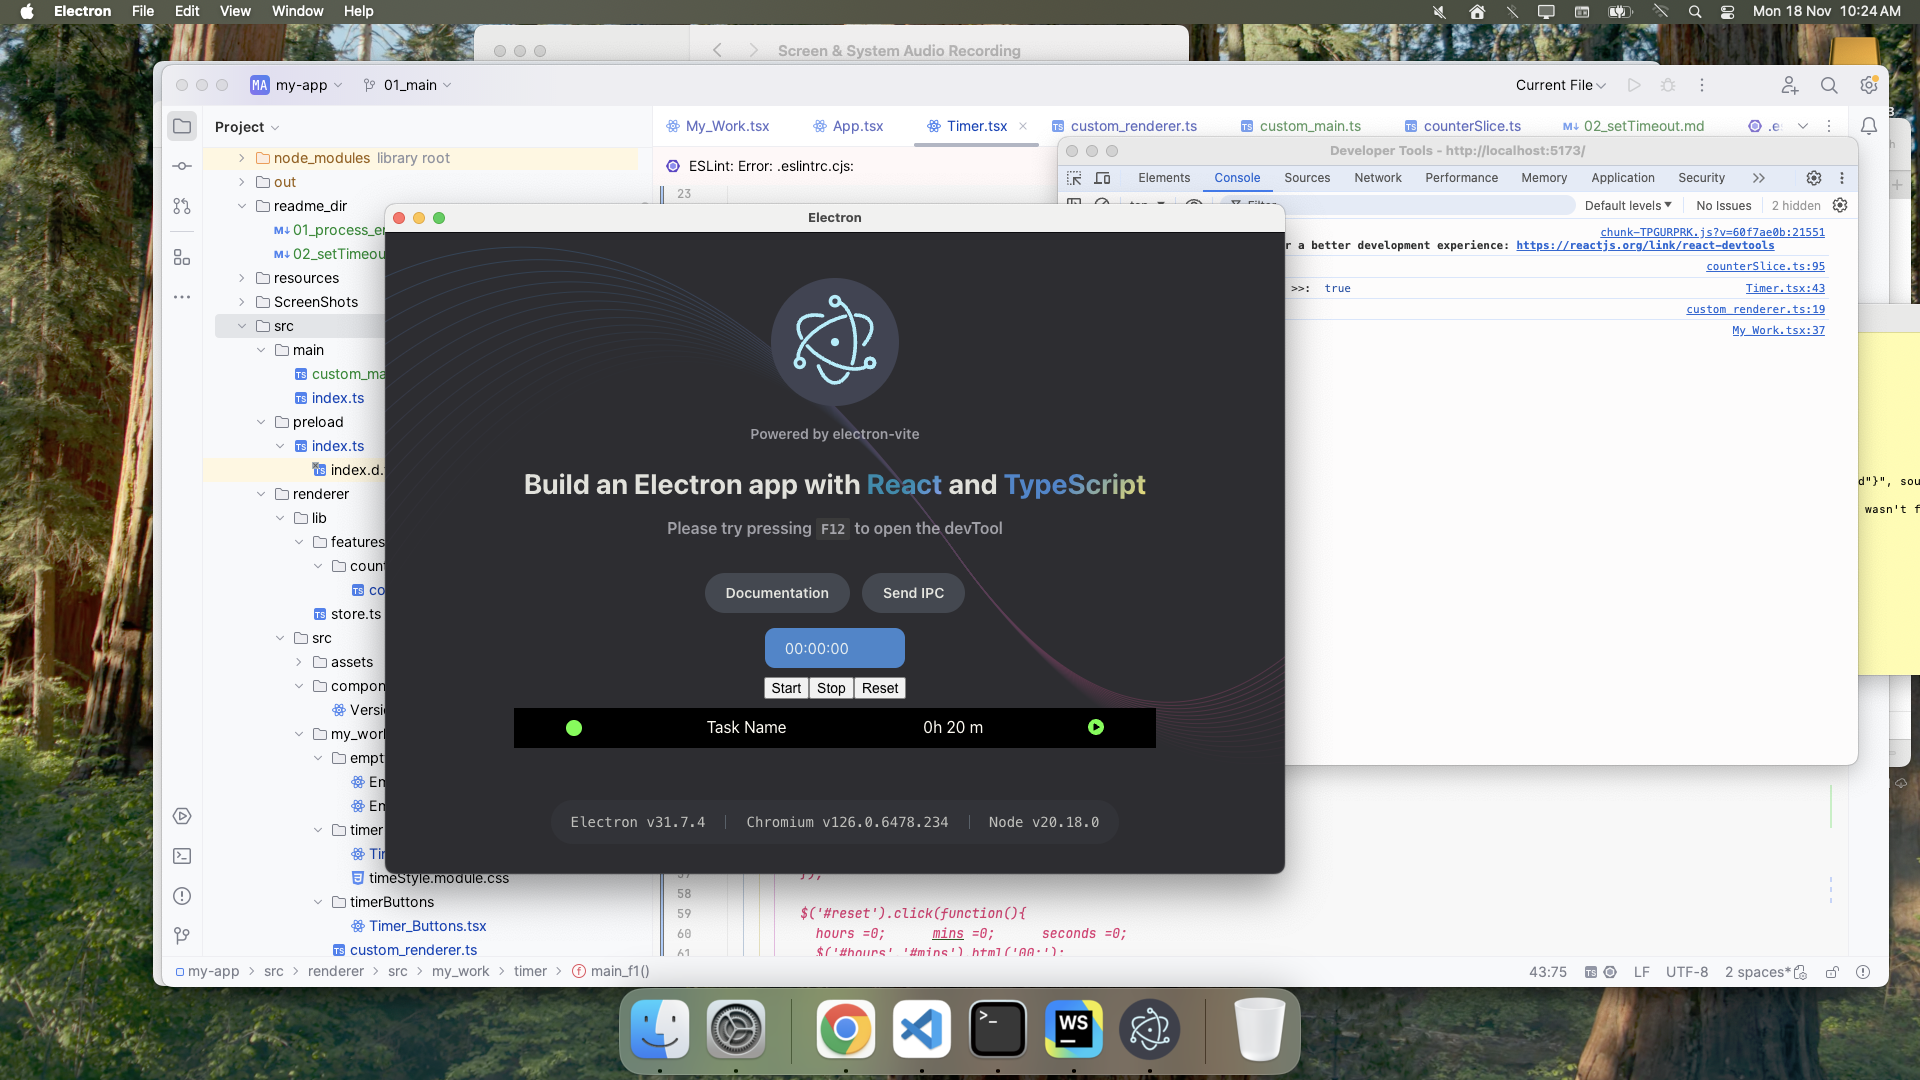 Electron File Edit View Window Help
Mon 18 Nov 10:24 AM
Screen & System Audio Recording
MA my-app 01_main
Current File
Project
My_Work.tsx App.tsx Timer.tsx custom_renderer.ts custom_main.ts counterSlice.ts 02_setTimeout.md .e
node_modules library root
out
readme_dir
01_process_e
02_setTimeou
resources
ScreenShots
src
main
custom_ma
index.ts
preload
index.ts
index.d.
renderer
lib
features
coun
co
store.ts
src
assets
compon
Versi
my_worl
empt
Em
Em
timer
Tir
timeStyle.module.css
timerButtons
Timer_Buttons.tsx
custom_renderer.ts
ESLint: Error: .eslintrc.cjs:
23
Developer Tools - http://localhost:5173/
Elements Console Sources Network Performance Memory Application Security
Default levels No Issues 2 hidden
chunk-TPGURPRK.js?v=60f7ae0b:21551
r a better development experience: https://reactjs.org/link/react-devtools
counterSlice.ts:95
>>: true Timer.tsx:43
custom_renderer.ts:19
My_Work.tsx:37
d"}", sou
wasn't f
Electron
Powered by electron-vite
Build an Electron app with React and TypeScript
Please try pressing F12 to open the devTool
Documentation Send IPC
00:00:00
Start Stop Reset
Task Name 0h 20 m
Electron v31.7.4 Chromium v126.0.6478.234 Node v20.18.0
57 });
58
59 $('#reset').click(function(){
60 hours =0; mins =0; seconds =0;
61 $('#hours','#mins').html('00:');
my-app > src > renderer > src > my_work > timer > main_f1()
43:75 LF UTF-8 2 spaces*
WS